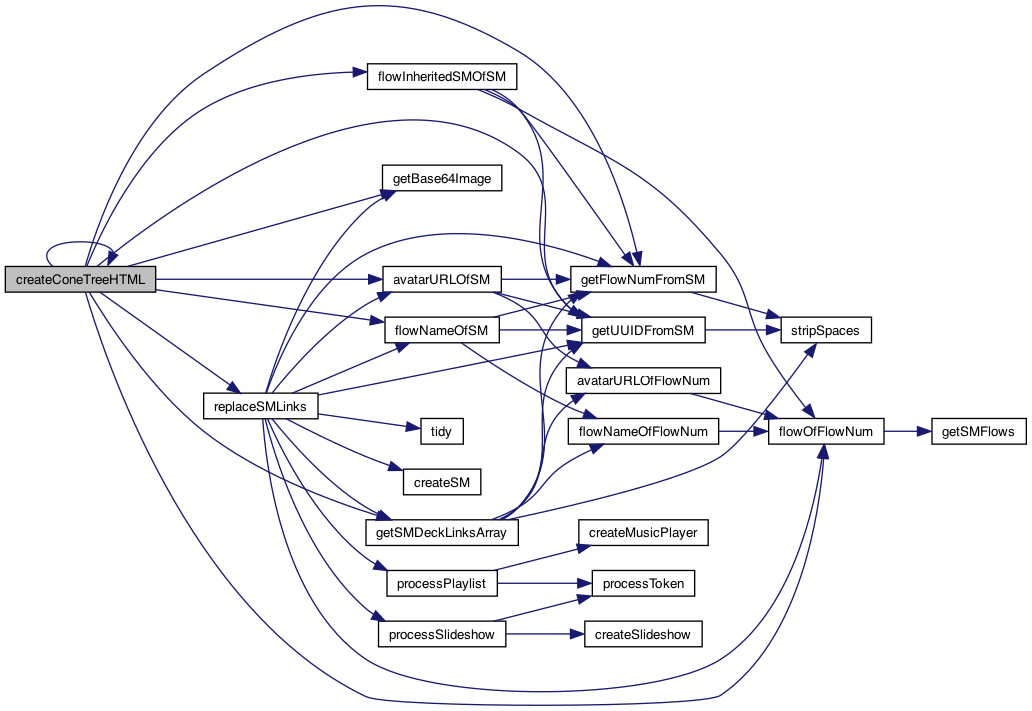 flowInheritedSMOfSM
getBase64Image
createConeTreeHTML
avatarURLOfSM
getFlowNumFromSM
flowNameOfSM
getUUIDFromSM
stripSpaces
avatarURLOfFlowNum
replaceSMLinks
tidy
flowNameOfFlowNum
flowOfFlowNum
getSMFlows
createSM
getSMDeckLinksArray
createMusicPlayer
processPlaylist
processToken
processSlideshow
createSlideshow